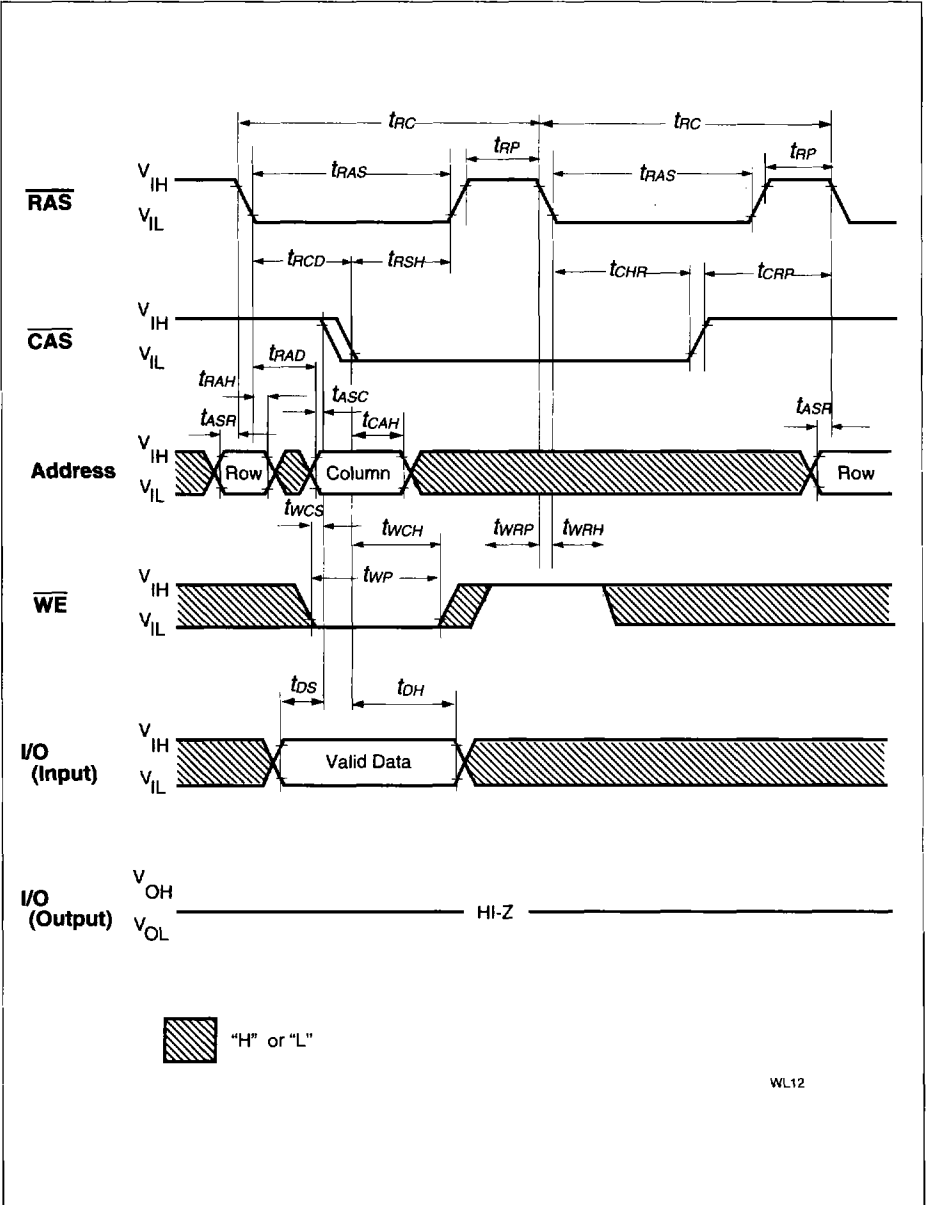 tRC tRC
tRP tRP
tRAS tRAS
RAS VIH
VIL
tRCD tRSH tCHR tCRP
CAS VIH
VIL
tRAD
tRAH tASC
tASR tCAH tASR
Address VIH
VIL
Row Column Row
tWCS tWCH tWRP tWRH
tWP
WE VIH
VIL
tDS tDH
I/O
(Input)
VIH
VIL
Valid Data
I/O
(Output)
VOH
VOL
HI-Z
"H" or "L"
WL12